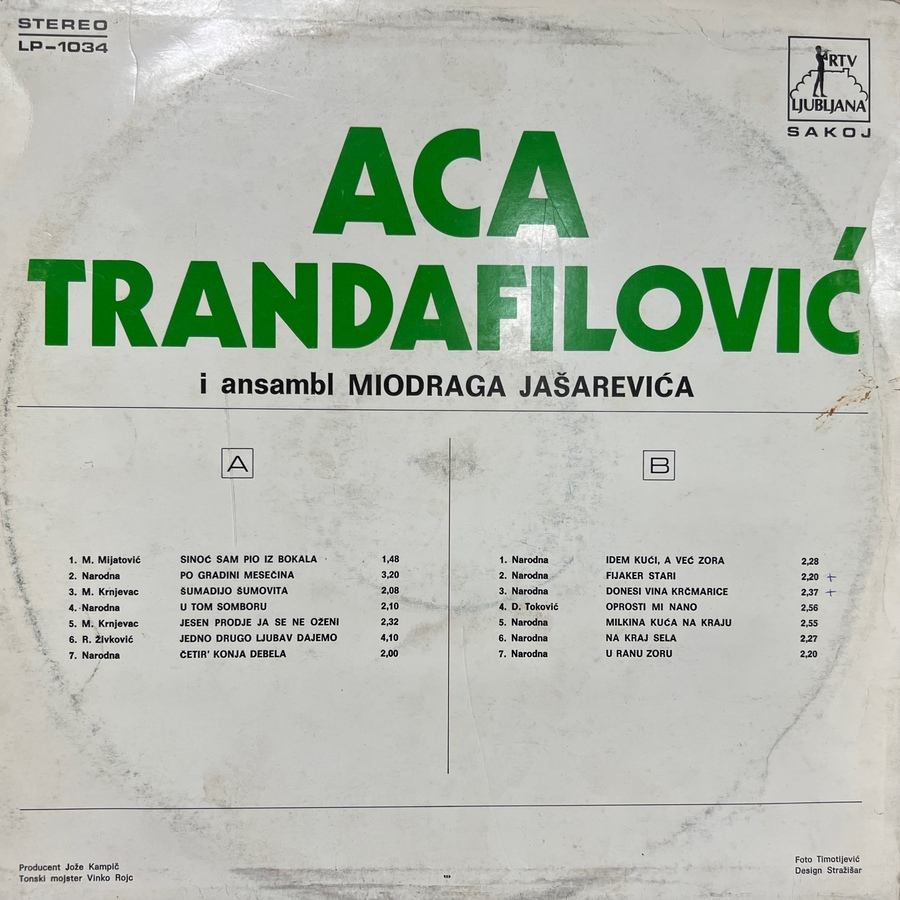 STEREO
LP-1034
RTV
LJUBLJANA
SAKOJ
ACA
TRANDAFILOVIĆ
i ansambl MIODRAGA JAŠAREVIĆA
A
1. M. Mijatović SINOĆ SAM PIO IZ BOKALA 1,48
2. Narodna PO GRADINI MESEČINA 3,20
3. M. Krnjevac ŠUMADIJO ŠUMOVITA 2,08
4. Narodna U TOM SOMBORU 2,10
5. M. Krnjevac JESEN PRODJE JA SE NE OŽENI 2,32
6. R. Živković JEDNO DRUGO LJUBAV DAJEMO 4,10
7. Narodna ČETIR' KONJA DEBELA 2,00
B
1. Narodna IDEM KUĆI, A VEĆ ZORA 2,28
2. Narodna FIJAKER STARI 2,20 +
3. Narodna DONESI VINA KRČMARICE 2,37 +
4. D. Toković OPROSTI MI NANO 2,56
5. Narodna MILKINA KUĆA NA KRAJU 2,55
6. Narodna NA KRAJ SELA 2,27
7. Narodna U RANU ZORU 2,20
Producent Jože Kampič
Tonski mojster Vinko Rojc
Foto Timotijević
Design Stražišar